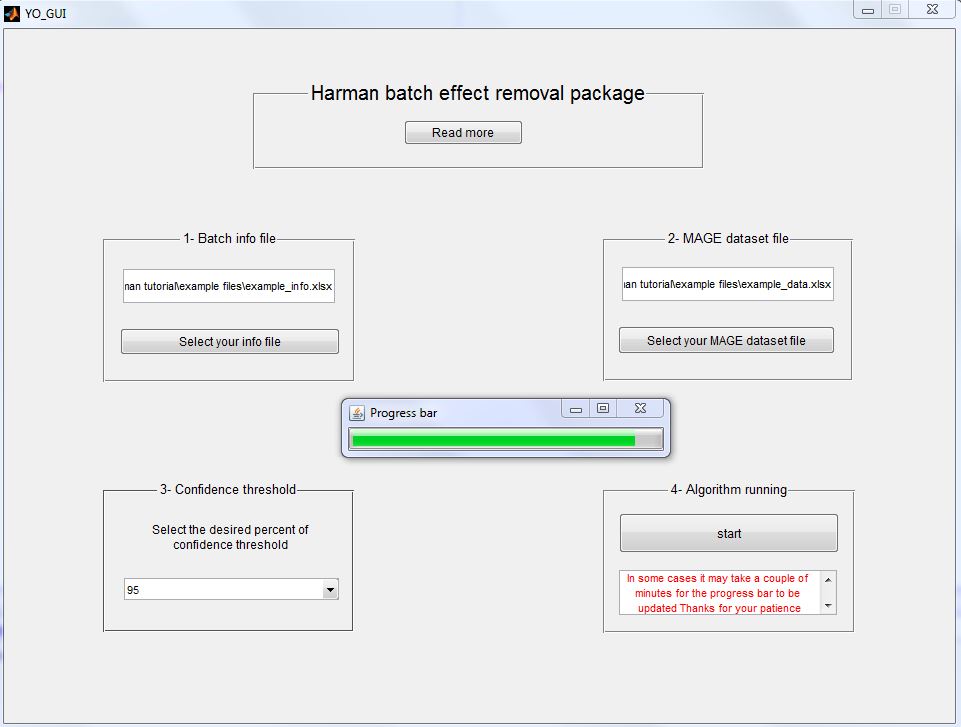 YO_GUI
Harman batch effect removal package
Read more
1- Batch info file
nan tutorial\example files\example_info.xlsx
Select your info file
2- MAGE dataset file
an tutorial\example files\example_data.xlsx
Select your MAGE dataset file
Progress bar
3- Confidence threshold
Select the desired percent of
confidence threshold
95
4- Algorithm running
start
In some cases it may take a couple of
minutes for the progress bar to be
updated Thanks for your patience